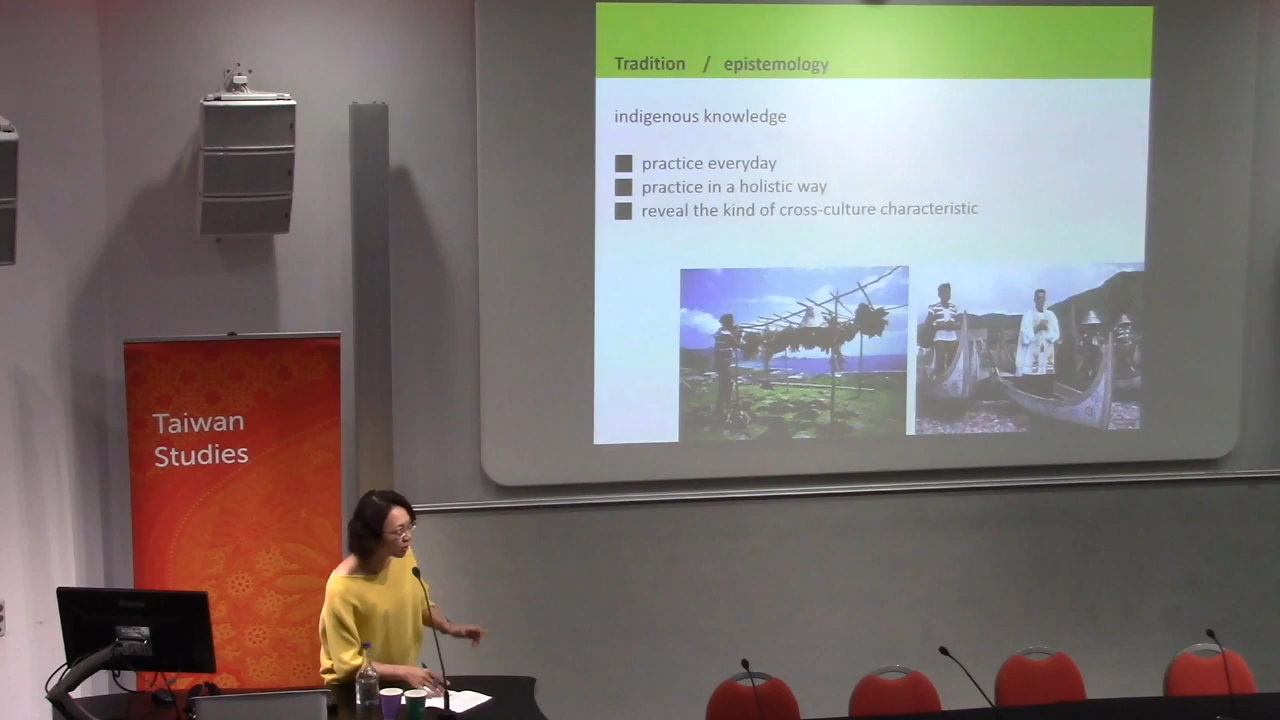 Tradition / epistemology
indigenous knowledge
practice everyday
practice in a holistic way
reveal the kind of cross-culture characteristic
Taiwan
Studies